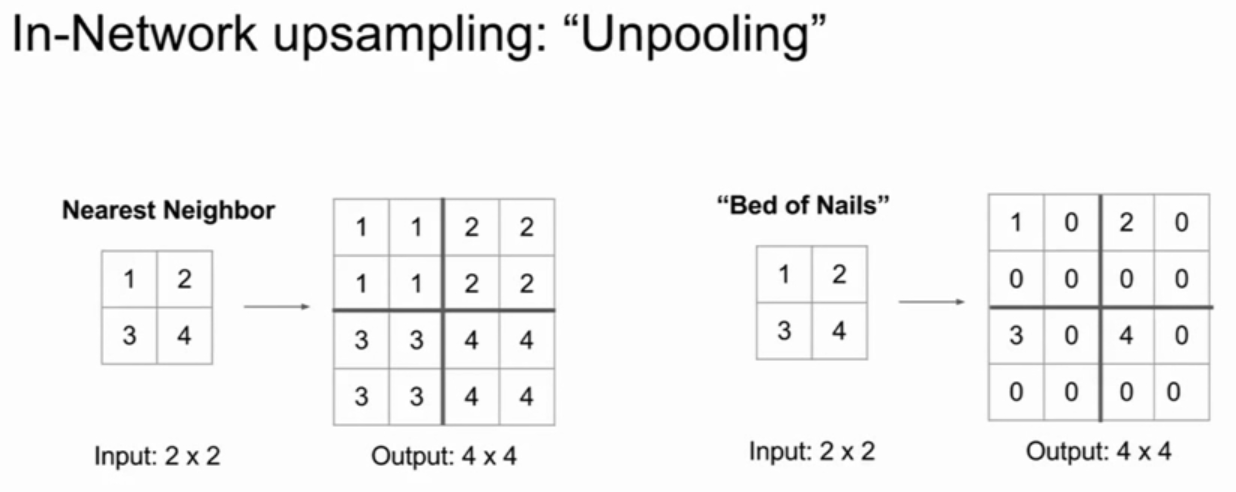 In-Network upsampling: “Unpooling”
Nearest Neighbor
1 2
3 4
Input: 2 x 2
1 1 2 2
1 1 2 2
3 3 4 4
3 3 4 4
Output: 4 x 4
“Bed of Nails”
1 2
3 4
Input: 2 x 2
1 0 2 0
0 0 0 0
3 0 4 0
0 0 0 0
Output: 4 x 4